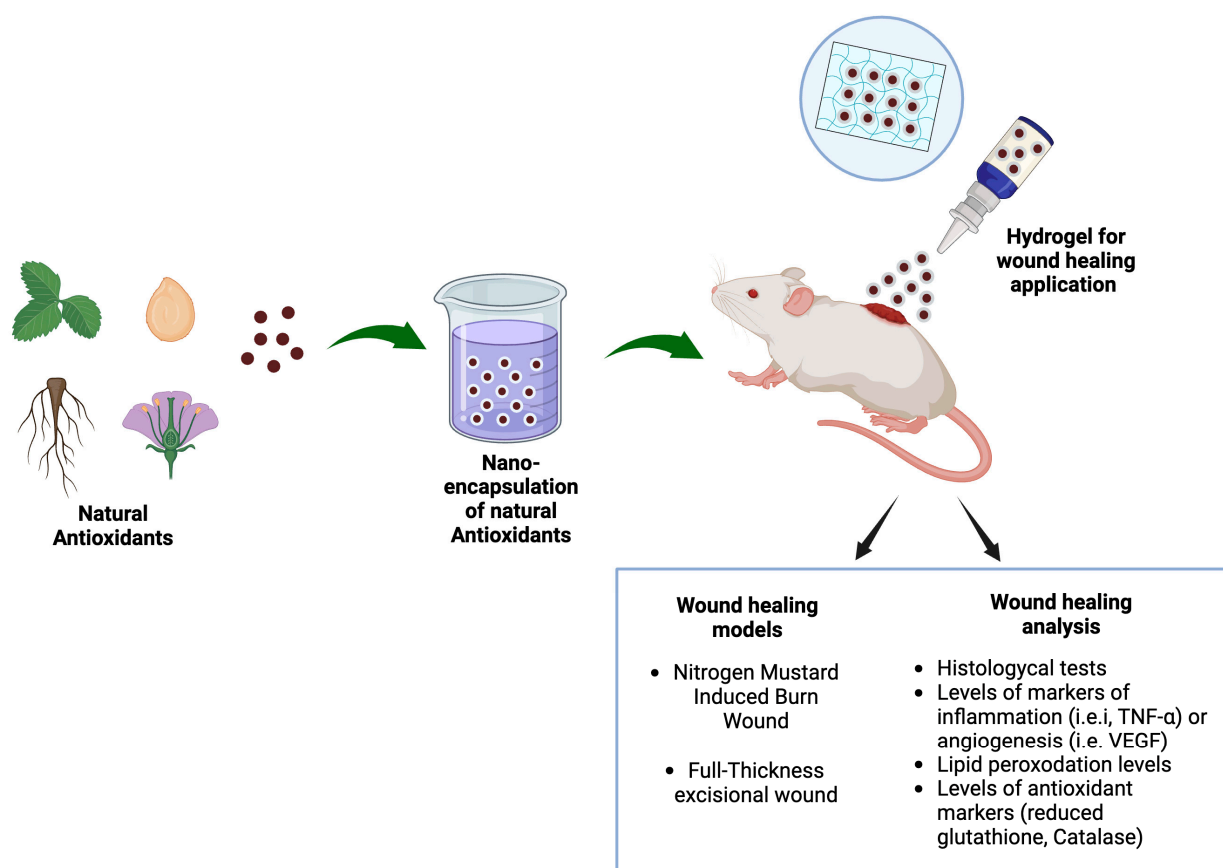 Hydrogel for
wound healing
application
Natural
Antioxidants
Nano-
encapsulation
of natural
Antioxidants
Wound healing
models
• Nitrogen Mustard
Induced Burn
Wound
• Full-Thickness
excisional wound
Wound healing
analysis
• Histologycal tests
• Levels of markers of
inflammation (i.e.i, TNF-α) or
angiogenesis (i.e. VEGF)
• Lipid peroxodation levels
• Levels of antioxidant
markers (reduced
glutathione, Catalase)